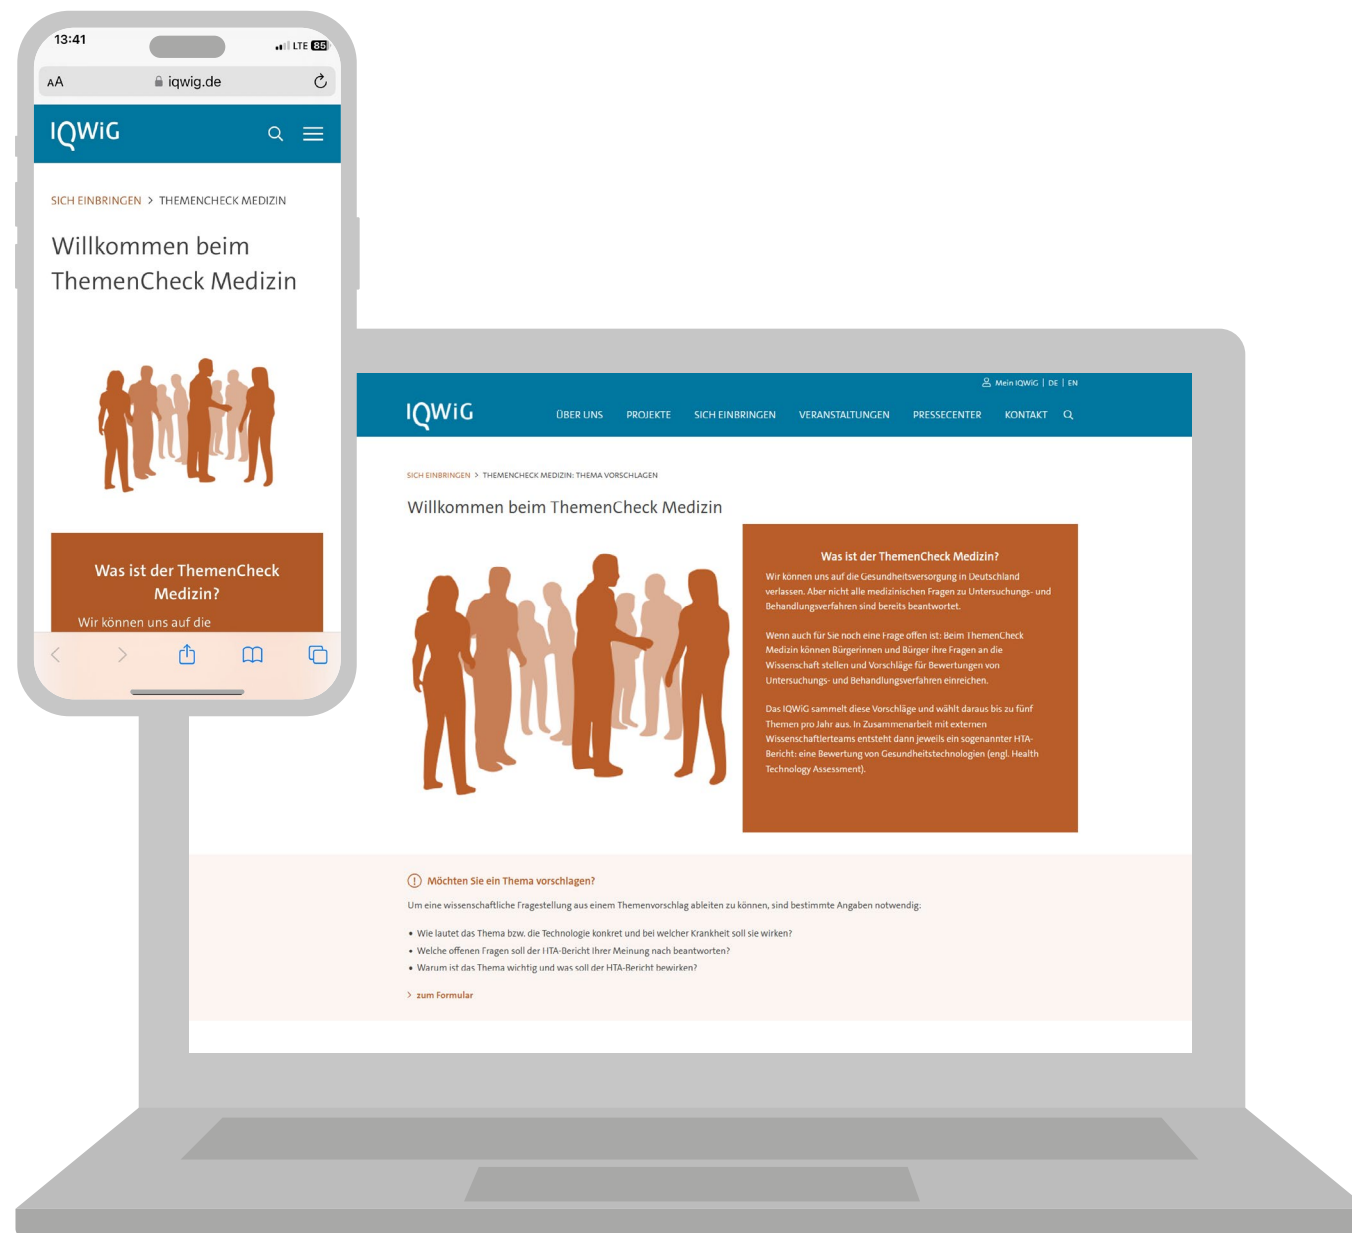 13:41
LTE 85
AA iqwig.de
IQWiG
SICH EINBRINGEN > THEMENCHECK MEDIZIN
Willkommen beim
ThemenCheck Medizin
Was ist der ThemenCheck
Medizin?
Wir können uns auf die
Mein IQWiG | DE | EN
IQWiG ÜBER UNS PROJEKTE SICH EINBRINGEN VERANSTALTUNGEN PRESSECENTER KONTAKT
SICH EINBRINGEN > THEMENCHECK MEDIZIN: THEMA VORSCHLAGEN
Willkommen beim ThemenCheck Medizin
Was ist der ThemenCheck Medizin?
Wir können uns auf die Gesundheitsversorgung in Deutschland
verlassen. Aber nicht alle medizinischen Fragen zu Untersuchungs- und
Behandlungsverfahren sind bereits beantwortet.
Wenn auch für Sie noch eine Frage offen ist: Beim ThemenCheck
Medizin können Bürgerinnen und Bürger ihre Fragen an die
Wissenschaft stellen und Vorschläge für Bewertungen von
Untersuchungs- und Behandlungsverfahren einreichen.
Das IQWiG sammelt diese Vorschläge und wählt daraus bis zu fünf
Themen pro Jahr aus. In Zusammenarbeit mit externen
Wissenschaftlerteams entsteht dann jeweils ein sogenannter HTA-
Bericht: eine Bewertung von Gesundheitstechnologien (engl. Health
Technology Assessment).
Möchten Sie ein Thema vorschlagen?
Um eine wissenschaftliche Fragestellung aus einem Themenvorschlag ableiten zu können, sind bestimmte Angaben notwendig:
• Wie lautet das Thema bzw. die Technologie konkret und bei welcher Krankheit soll sie wirken?
• Welche offenen Fragen soll der HTA-Bericht Ihrer Meinung nach beantworten?
• Warum ist das Thema wichtig und was soll der HTA-Bericht bewirken?
> zum Formular